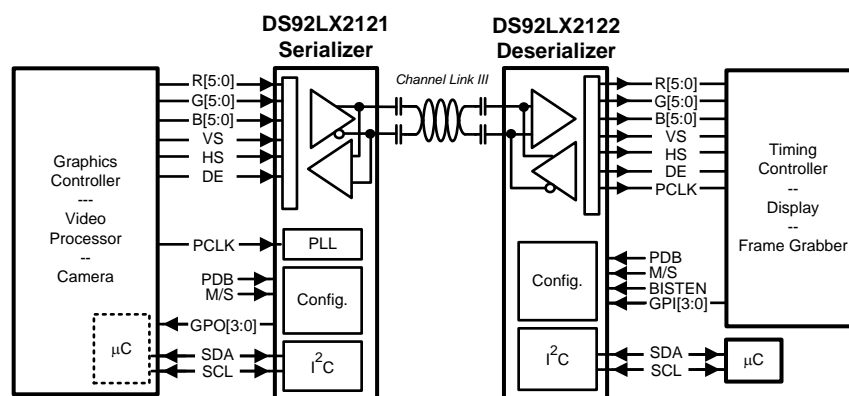 DS92LX2121
Serializer
DS92LX2122
Deserializer
Channel Link III
Graphics
Controller
---
Video
Processor
--
Camera
μC
R[5:0]
G[5:0]
B[5:0]
VS
HS
DE
PCLK
PDB
M/S
GPO[3:0]
SDA
SCL
PLL
Config.
I²C
Config.
I²C
R[5:0]
G[5:0]
B[5:0]
VS
HS
DE
PCLK
PDB
M/S
BISTEN
GPI[3:0]
SDA
SCL
Timing
Controller
--
Display
--
Frame Grabber
μC